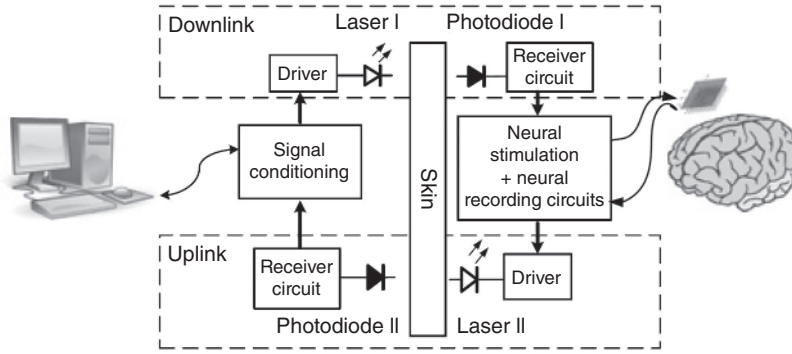 Downlink
Laser I
Photodiode I
Driver
Receiver
circuit
Signal
conditioning
Skin
Neural
stimulation
+ neural
recording circuits
Uplink
Receiver
circuit
Driver
Photodiode II
Laser II